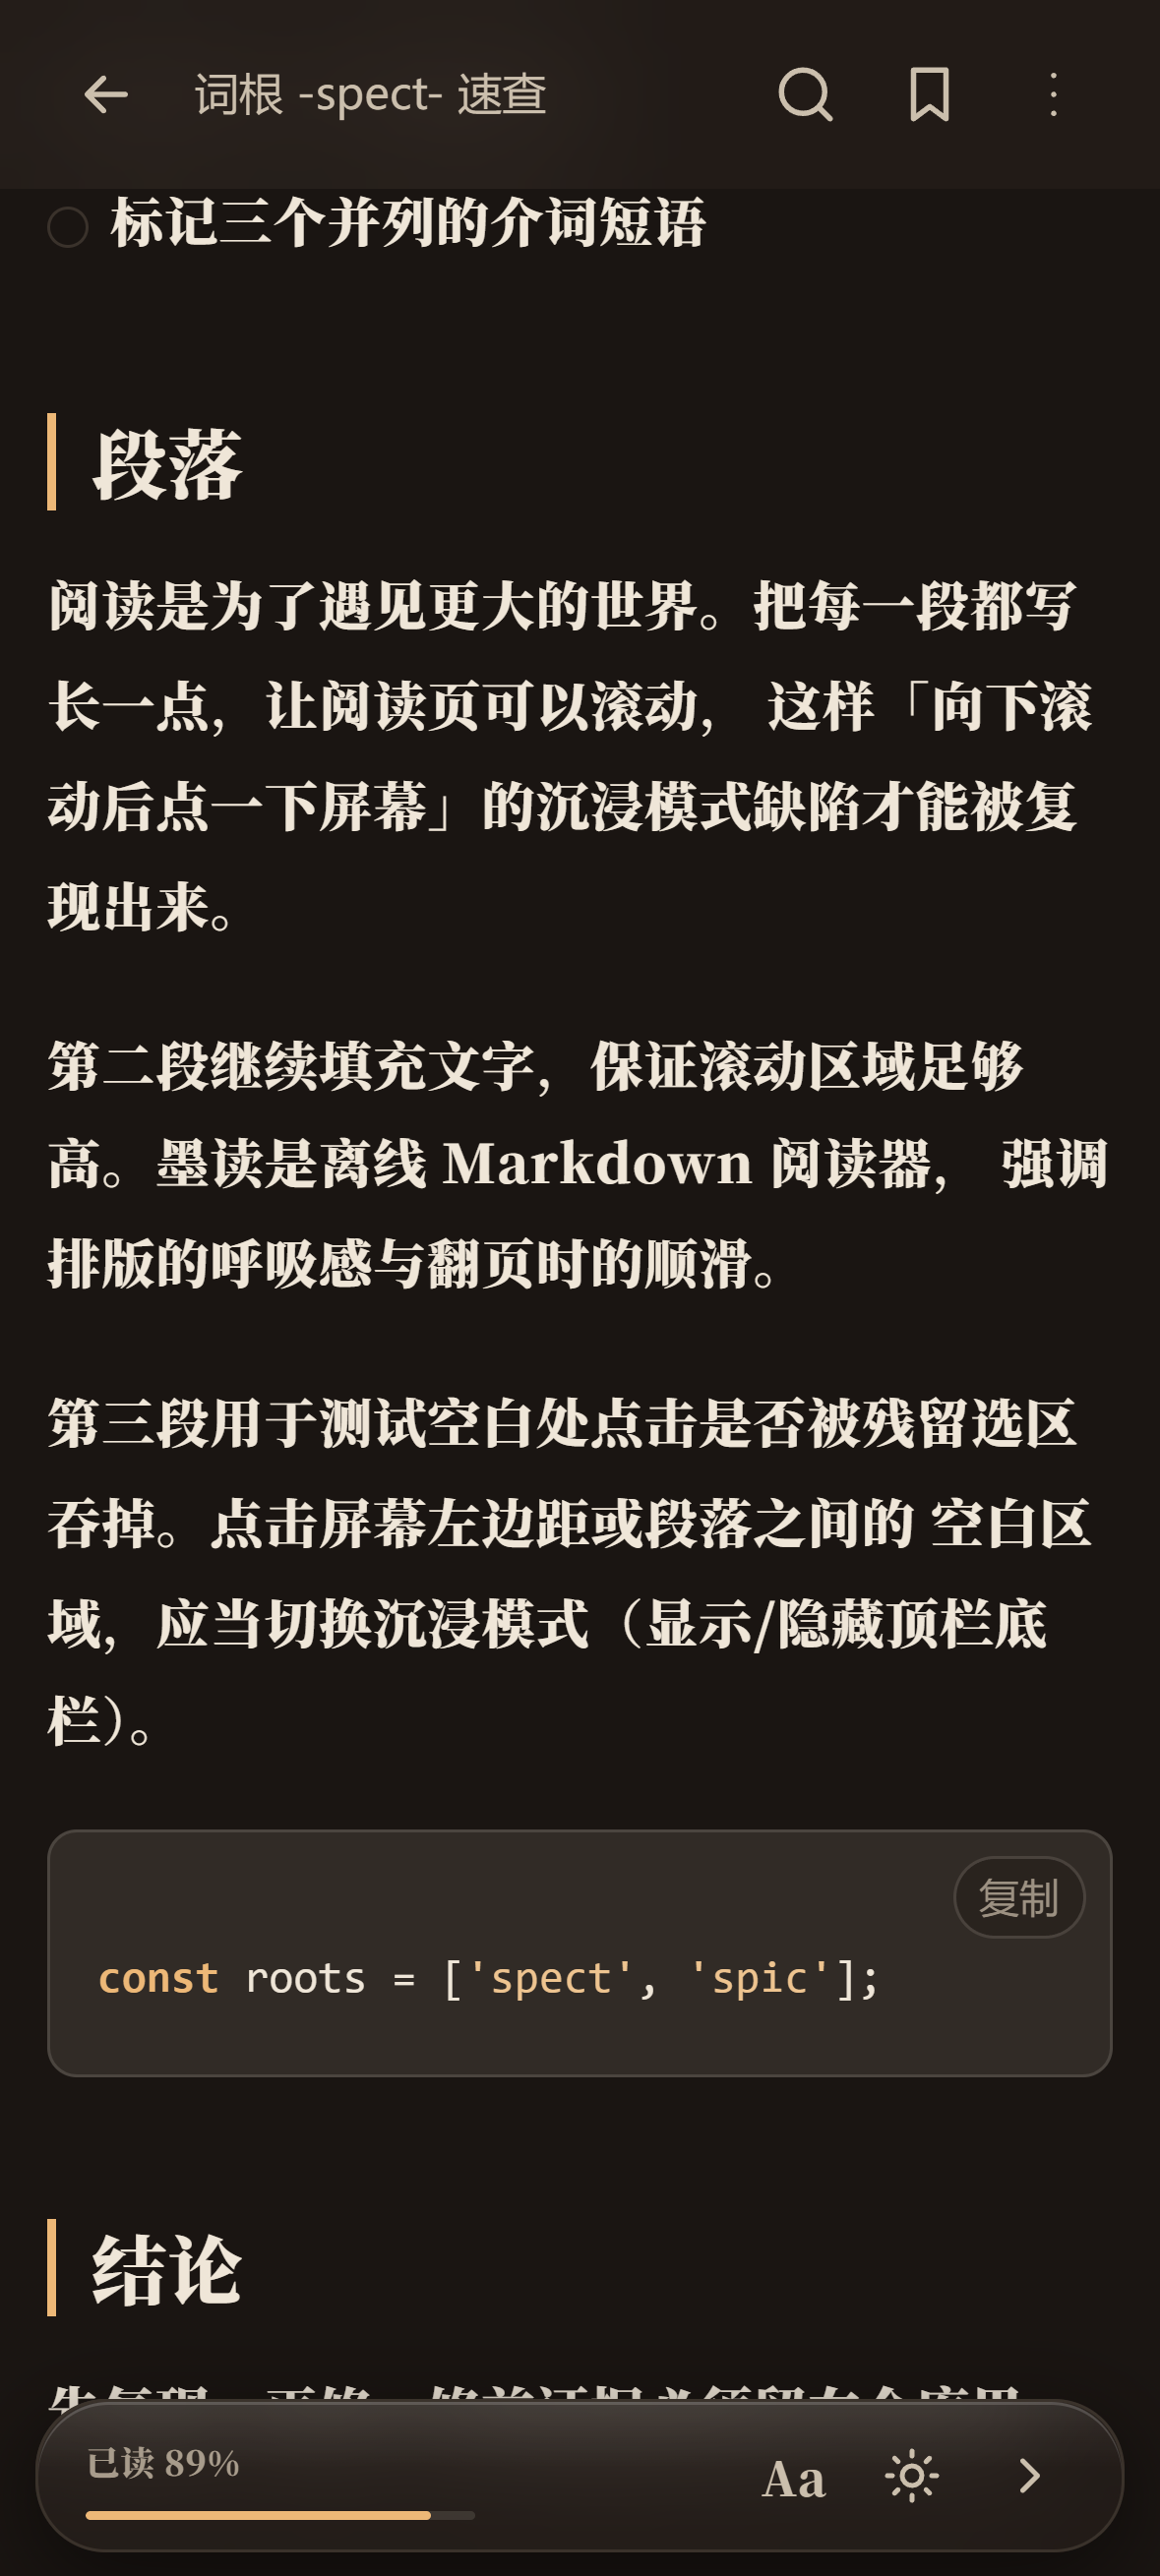 词根 -spect- 速查
标记三个并列的介词短语
段落
阅读是为了遇见更大的世界。把每一段都写
长一点，让阅读页可以滚动， 这样「向下滚
动后点一下屏幕」的沉浸模式缺陷才能被复
现出来。
第二段继续填充文字，保证滚动区域足够
高。墨读是离线 Markdown 阅读器， 强调
排版的呼吸感与翻页时的顺滑。
第三段用于测试空白处点击是否被残留选区
吞掉。点击屏幕左边距或段落之间的 空白区
域，应当切换沉浸模式（显示/隐藏顶栏底
栏）。
复制
const roots = ['spect', 'spic'];
结论
已读 89%
Aa